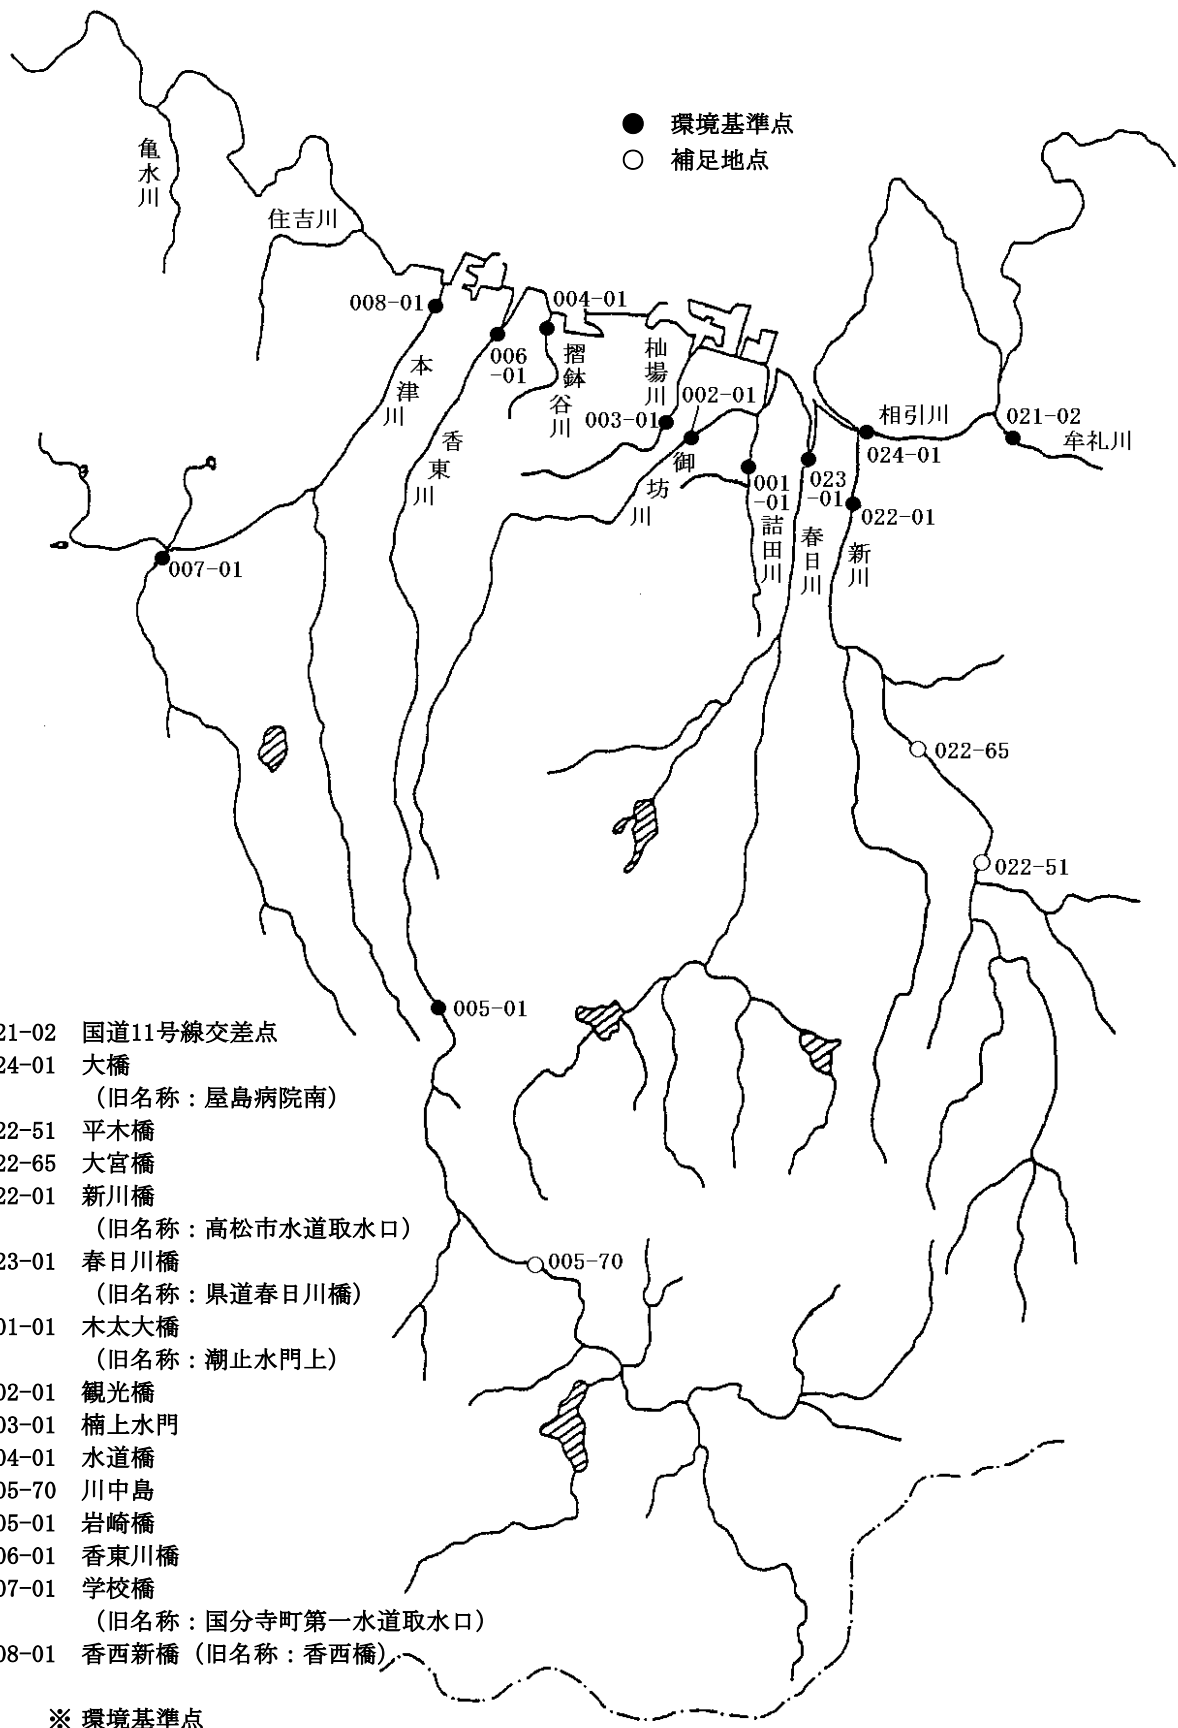 ● 環境基準点
○ 補足地点
亀水川
住吉川
008-01
004-01
006
-01
本津川
香東川
摺鉢谷川
杣場川
002-01
003-01
御坊川
001
-01
詰田川
023
-01
春日川
022-01
新川
相引川
024-01
021-02
牟礼川
007-01
022-65
022-51
005-01
005-70
21-02 国道11号線交差点
24-01 大橋
（旧名称：屋島病院南）
22-51 平木橋
22-65 大宮橋
22-01 新川橋
（旧名称：高松市水道取水口）
23-01 春日川橋
（旧名称：県道春日川橋）
01-01 木太大橋
（旧名称：潮止水門上）
02-01 観光橋
03-01 楠上水門
04-01 水道橋
05-70 川中島
05-01 岩崎橋
06-01 香東川橋
07-01 学校橋
（旧名称：国分寺町第一水道取水口）
08-01 香西新橋（旧名称：香西橋）
※ 環境基準点